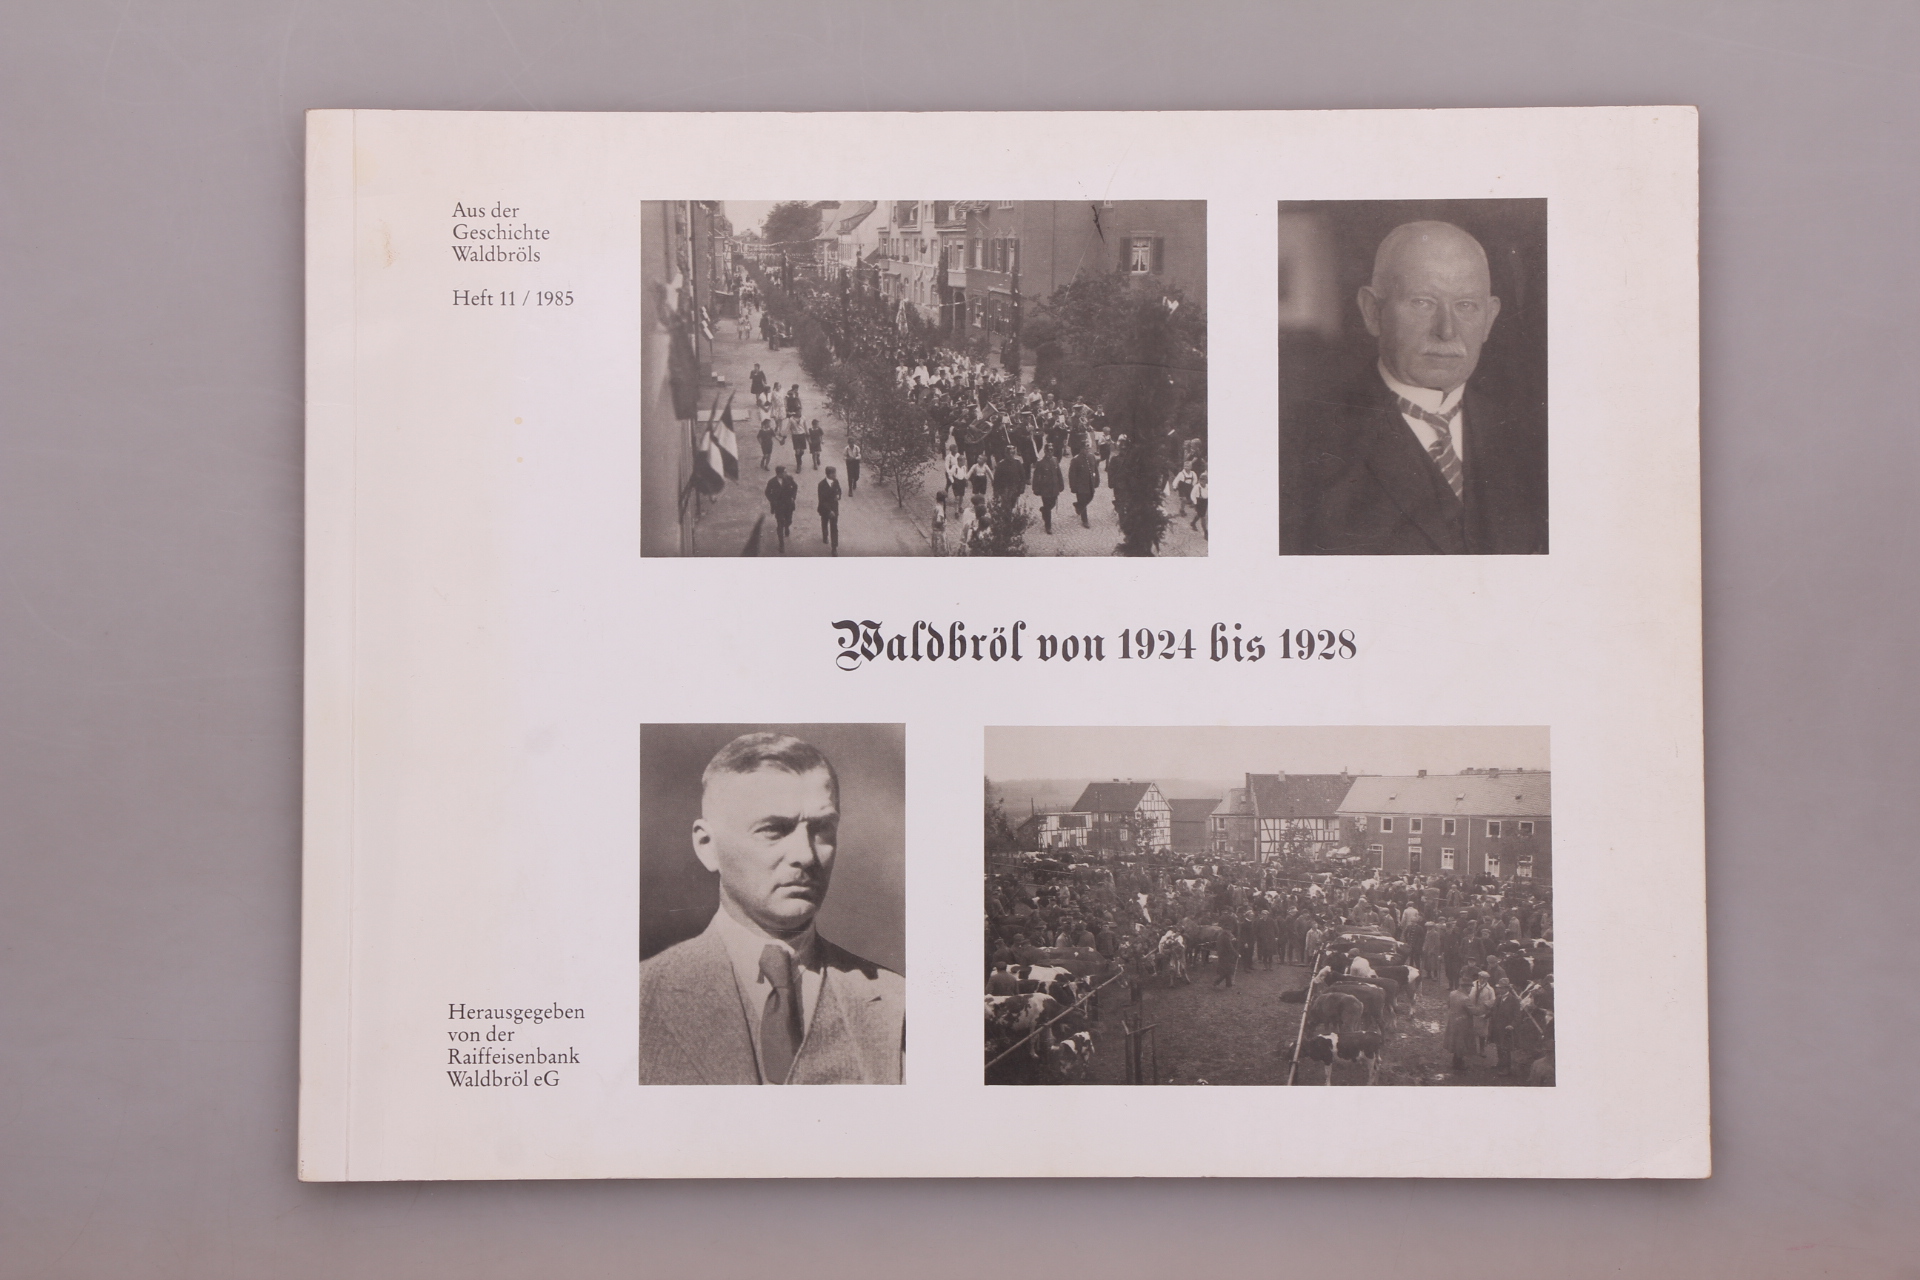 Aus der
Geschichte
Waldbröls
Heft 11 / 1985
Waldbröl von 1924 bis 1928
Herausgegeben
von der
Raiffeisenbank
Waldbröl eG